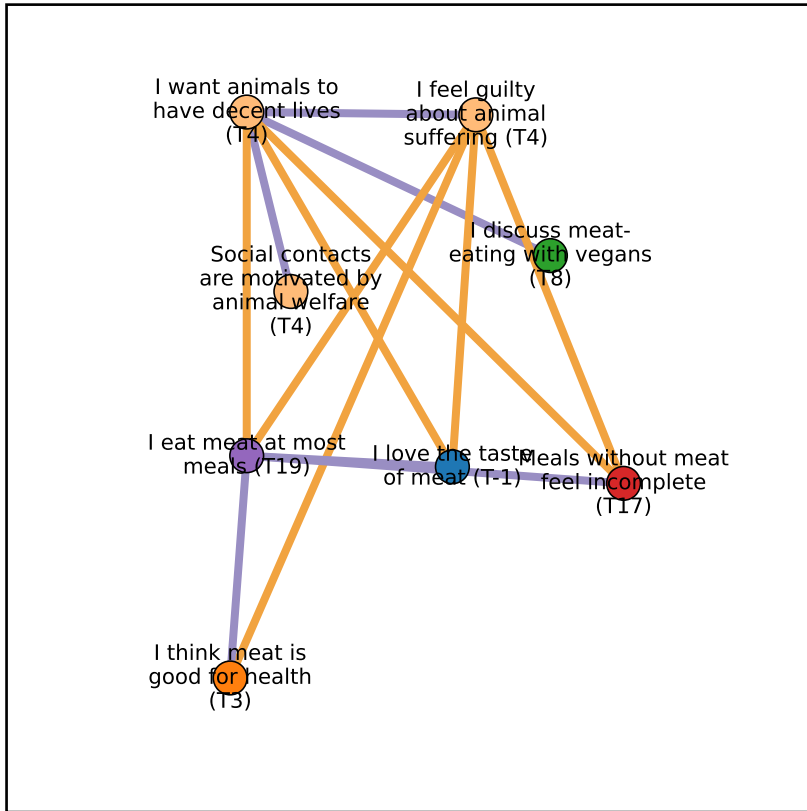 I want animals to
have decent lives
(T4)
I feel guilty
about animal
suffering (T4)
I discuss meat-
eating with vegans
(T8)
Social contacts
are motivated by
animal welfare
(T4)
I eat meat at most
meals (T19)
I love the taste
of meat (T-1)
Meals without meat
feel incomplete
(T17)
I think meat is
good for health
(T3)